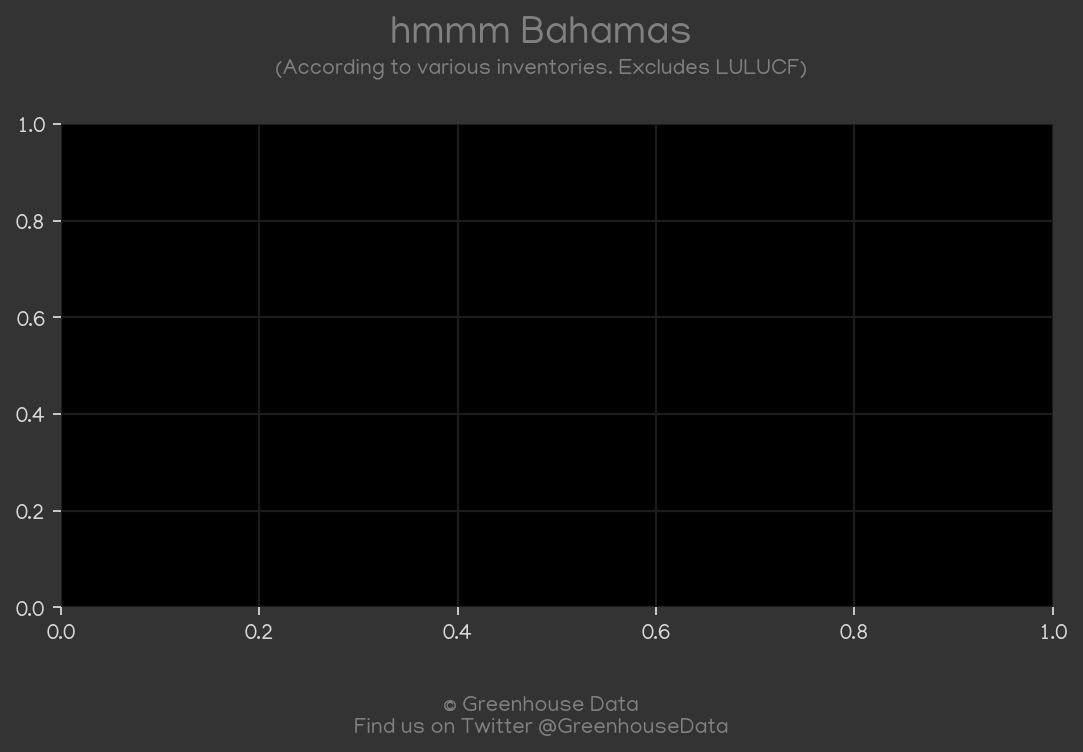 hmmm Bahamas
(According to various inventories. Excludes LULUCF)
1.0
0.8
0.6
0.4
0.2
0.0
0.0 0.2 0.4 0.6 0.8 1.0
© Greenhouse Data
Find us on Twitter @GreenhouseData